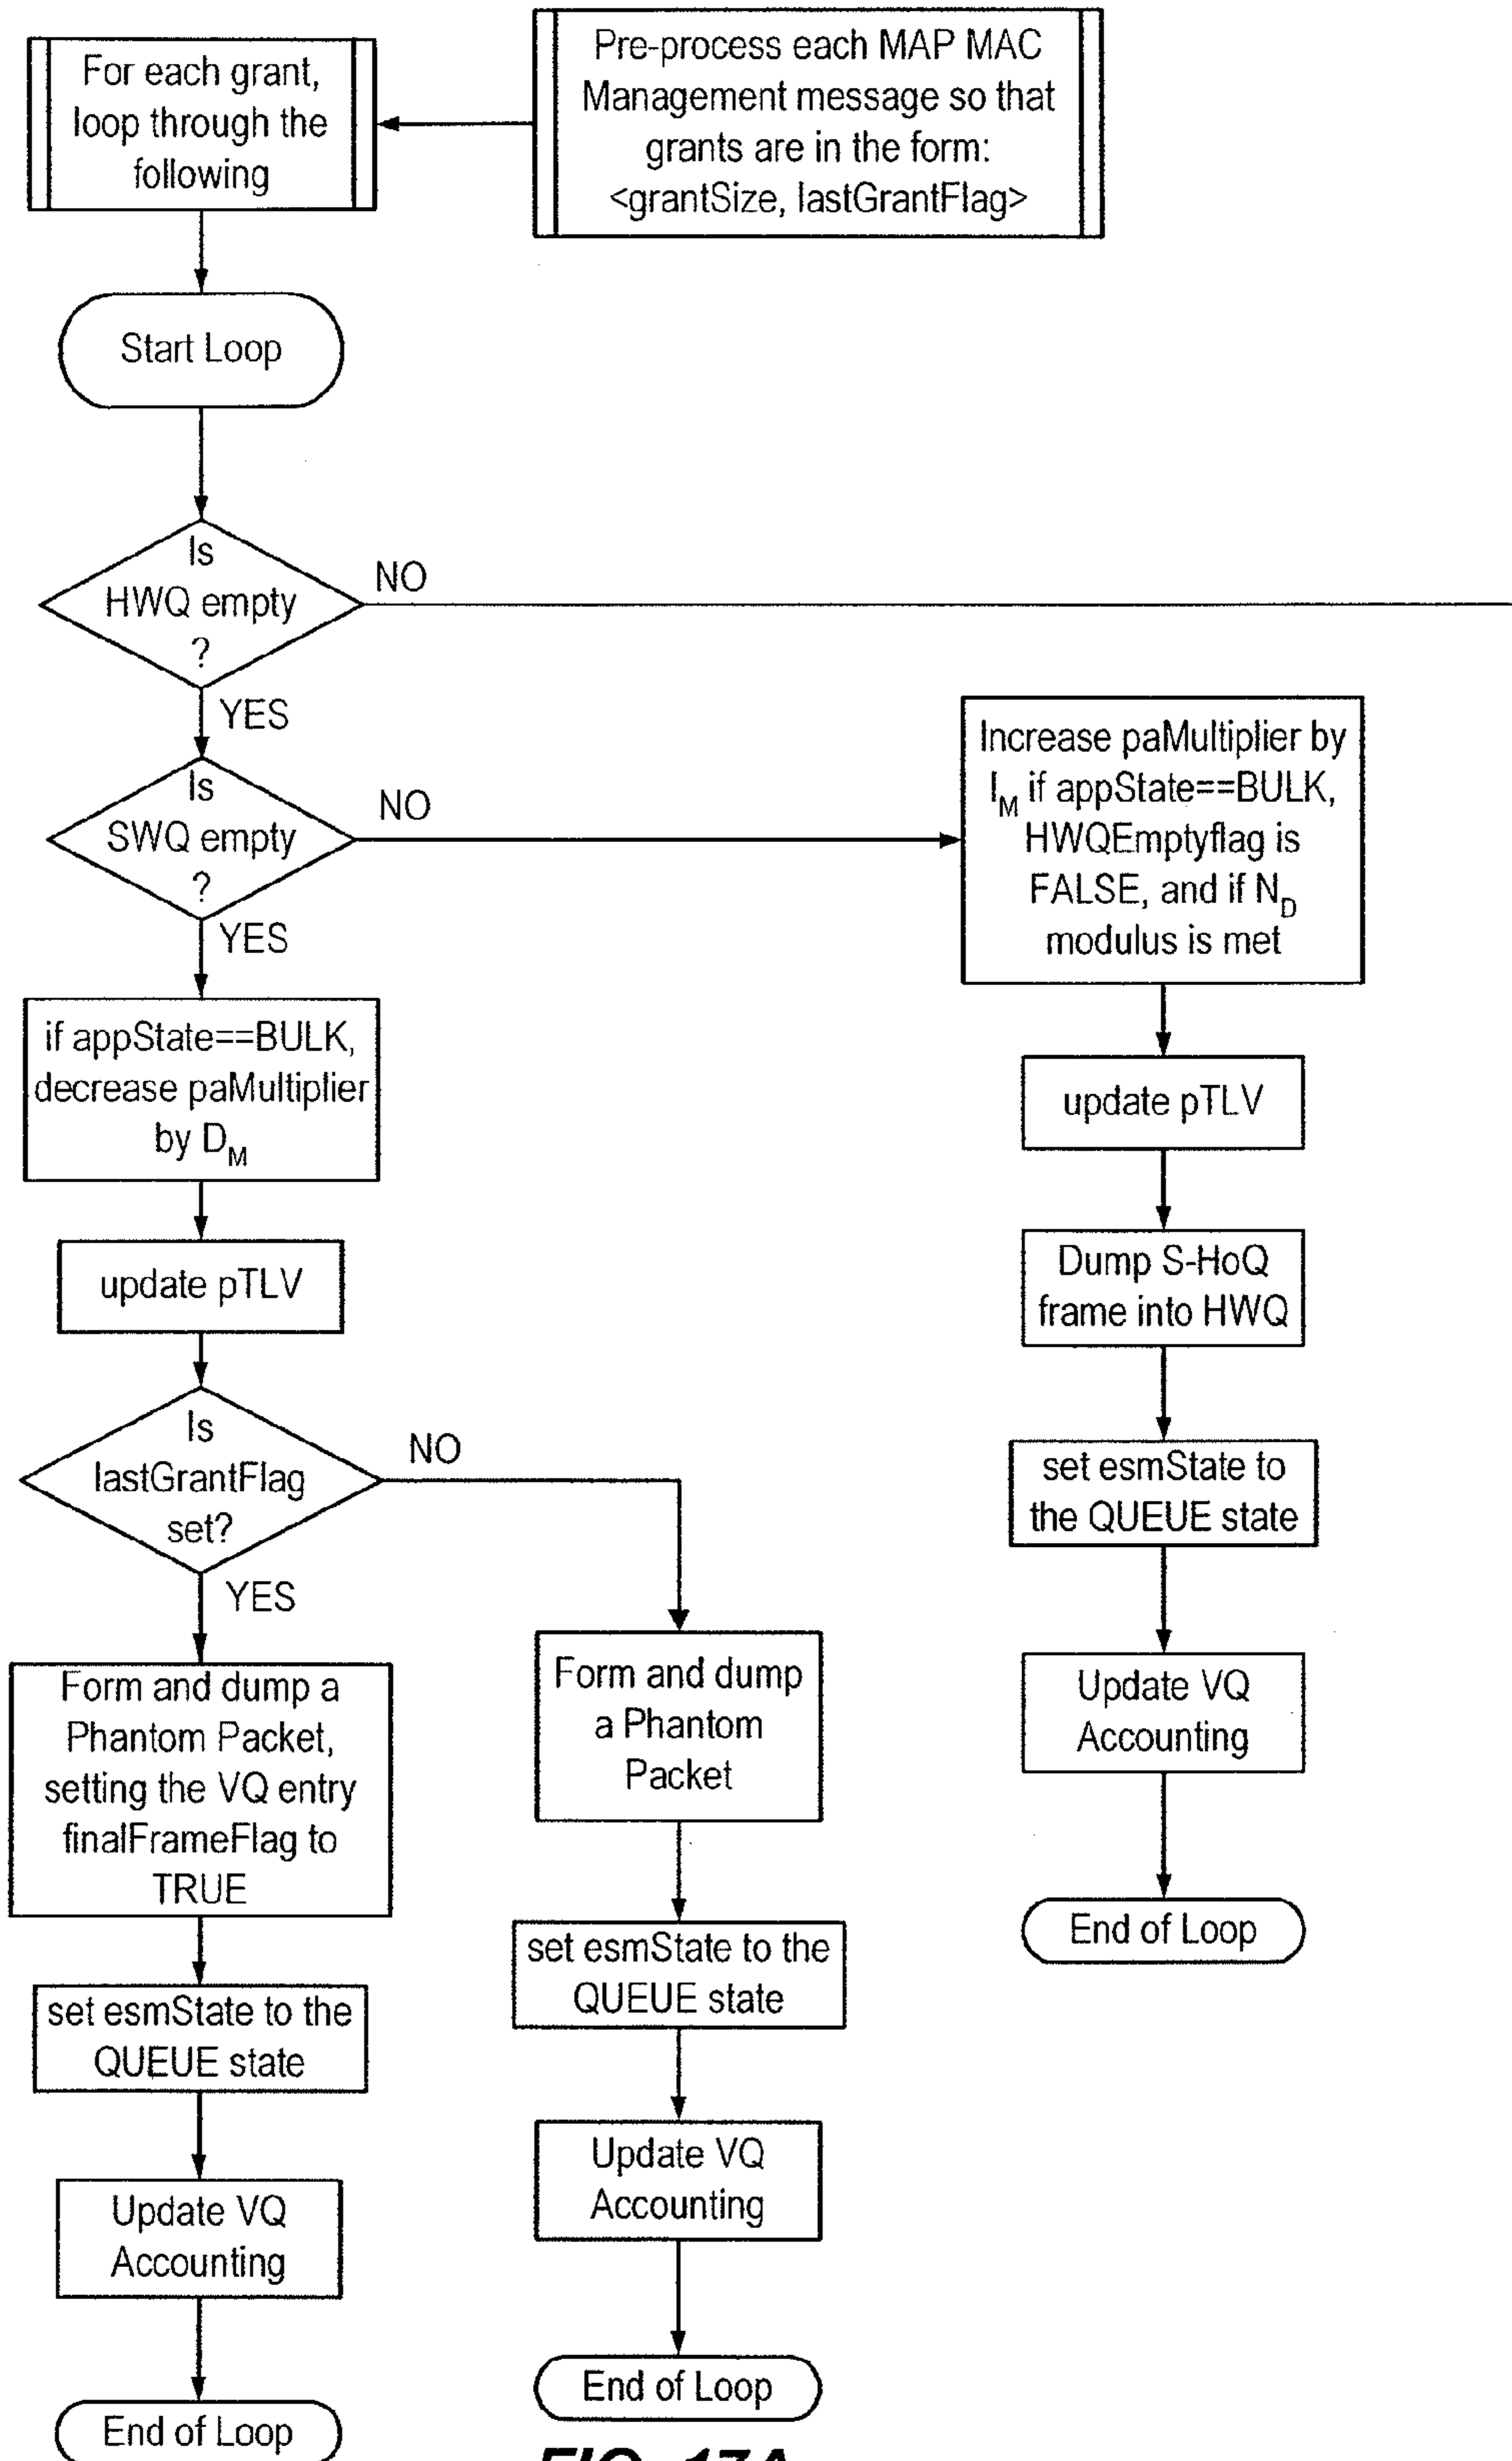 For each grant,
loop through the
following
Pre-process each MAP MAC
Management message so that
grants are in the form:
<grantSize, lastGrantFlag>
Start Loop
Is
HWQ empty
?
NO
YES
Is
SWQ empty
?
NO
YES
Increase paMultiplier by
I_M if appState==BULK,
HWQEmptyflag is
FALSE, and if N_D
modulus is met
update pTLV
Dump S-HoQ
frame into HWQ
set esmState to
the QUEUE state
Update VQ
Accounting
End of Loop
if appState==BULK,
decrease paMultiplier
by D_M
update pTLV
Is
lastGrantFlag
set?
NO
YES
Form and dump a
Phantom Packet,
setting the VQ entry
finalFrameFlag to
TRUE
set esmState to the
QUEUE state
Update VQ
Accounting
End of Loop
Form and dump
a Phantom
Packet
set esmState to the
QUEUE state
Update VQ
Accounting
End of Loop
FIG. 17A